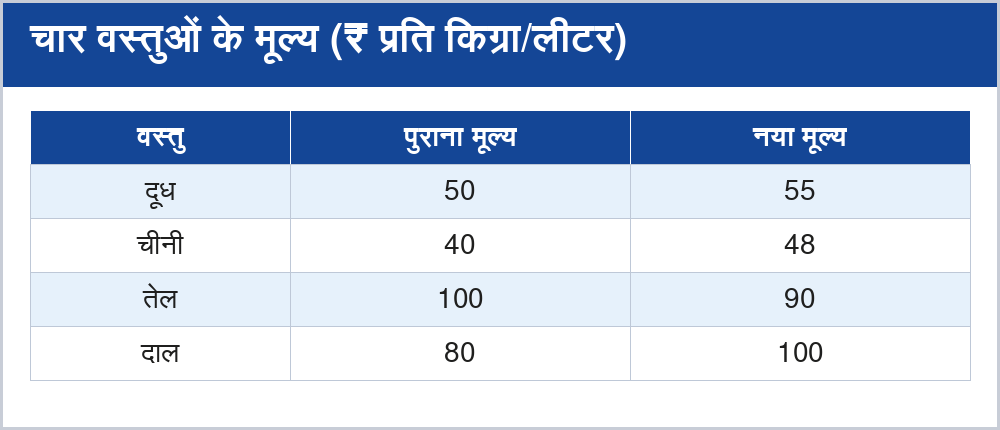 चार वस्तुओं के मूल्य (₹ प्रति किग्रा/लीटर)
वस्तु पुराना मूल्य नया मूल्य
दूध 50 55
चीनी 40 48
तेल 100 90
दाल 80 100